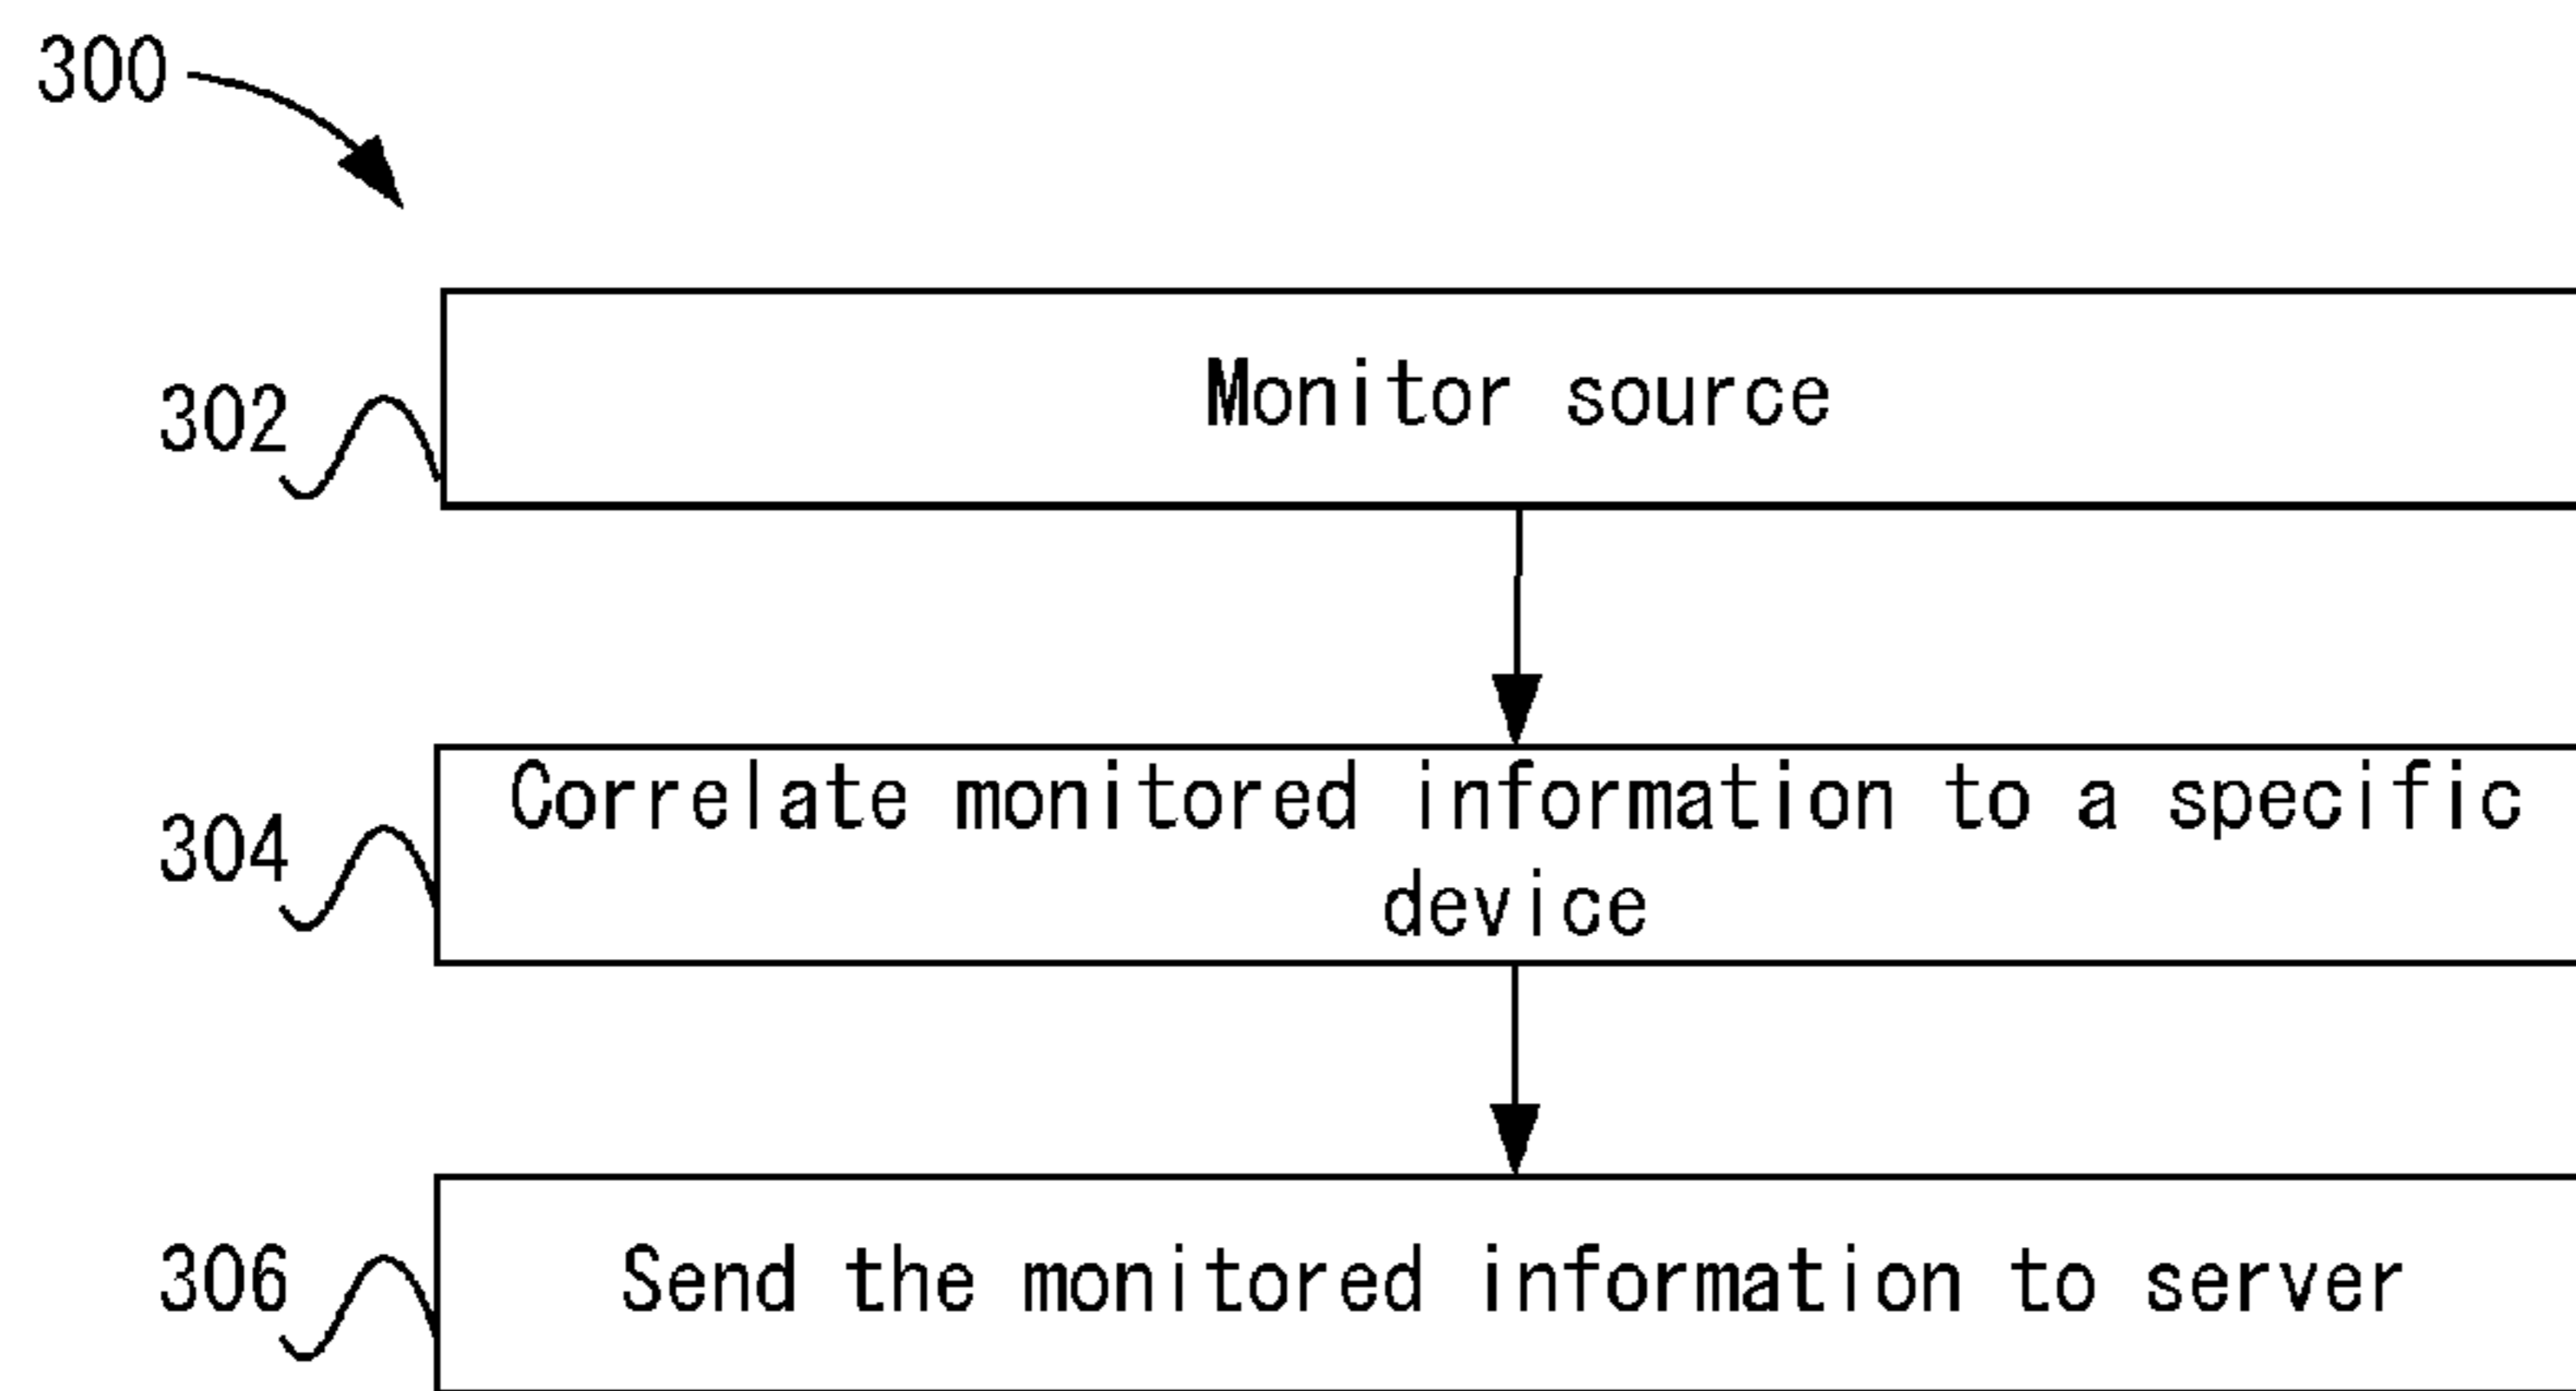 300
302
Monitor source
304
Correlate monitored information to a specific
device
306
Send the monitored information to server